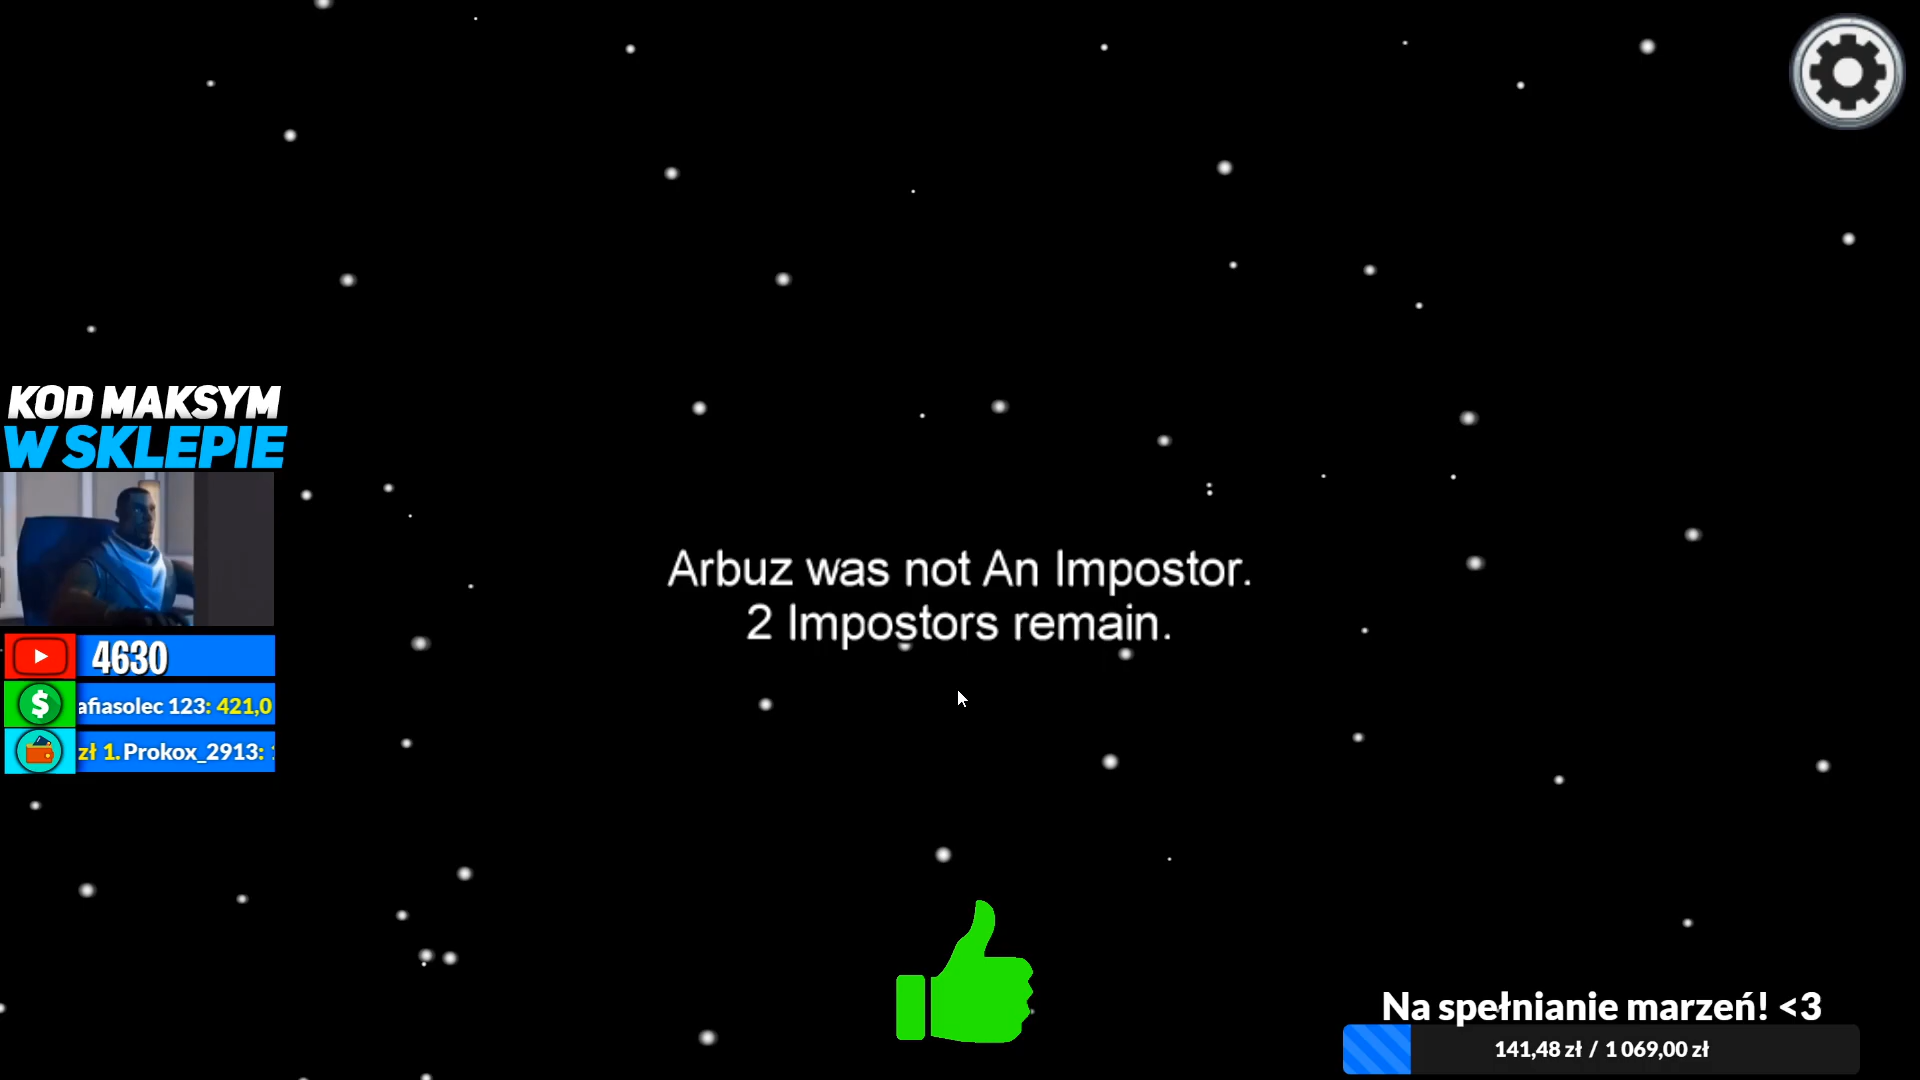 KOD MAKSYM
W SKLEPIE
Arbuz was not An Impostor.
2 Impostors remain.
4630
afiasolec 123: 421,0
zł 1. Prokox_2913:
Na spełnianie marzeń! <3
141,48 zł / 1 069,00 zł